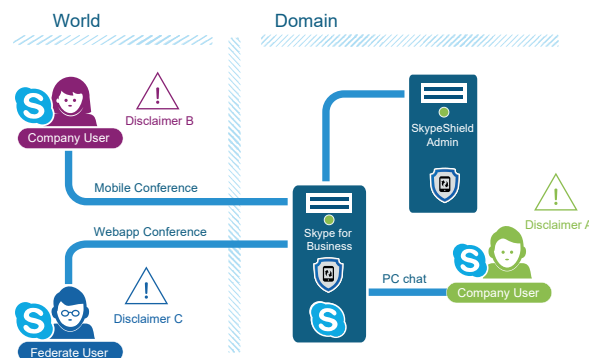 World
Domain
Disclaimer B
Company User
SkypeShield
Admin
Mobile Conference
Disclaimer A
Webapp Conference
Skype for
Business
PC chat
Company User
Disclaimer C
Federate User